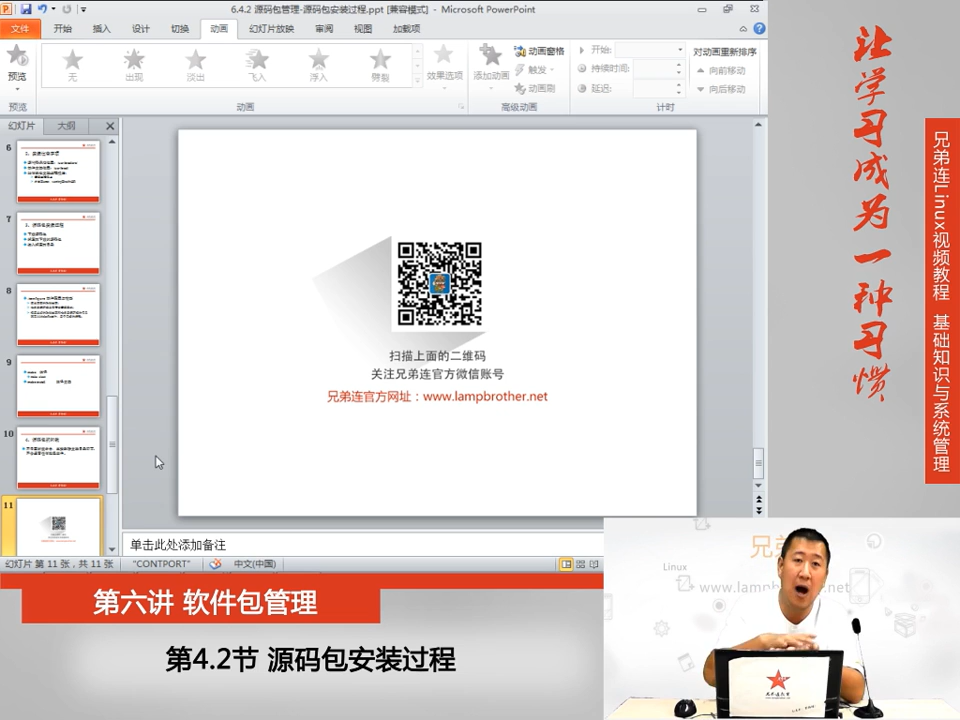 6.4.2 源码包管理-源码包安装过程.ppt [兼容模式] - Microsoft PowerPoint
文件 开始 插入 设计 切换 动画 幻灯片放映 审阅 视图 加载项
预览 无 出现 淡出 飞入 浮入 劈裂 效果选项 添加动画
动画窗格
触发
动画刷
开始:
持续时间:
延迟:
对动画重新排序
向前移动
向后移动
预览 动画 高级动画 计时
幻灯片 大纲
6
7
8
9
10
11
扫描上面的二维码
关注兄弟连官方微信账号
兄弟连官方网址：www.lampbrother.net
单击此处添加备注
幻灯片 第 11 张，共 11 张 "CONTPORT" 中文(中国)
让学习成为一种习惯
兄弟连Linux视频教程 基础知识与系统管理
第六讲 软件包管理
第4.2节 源码包安装过程
Linux